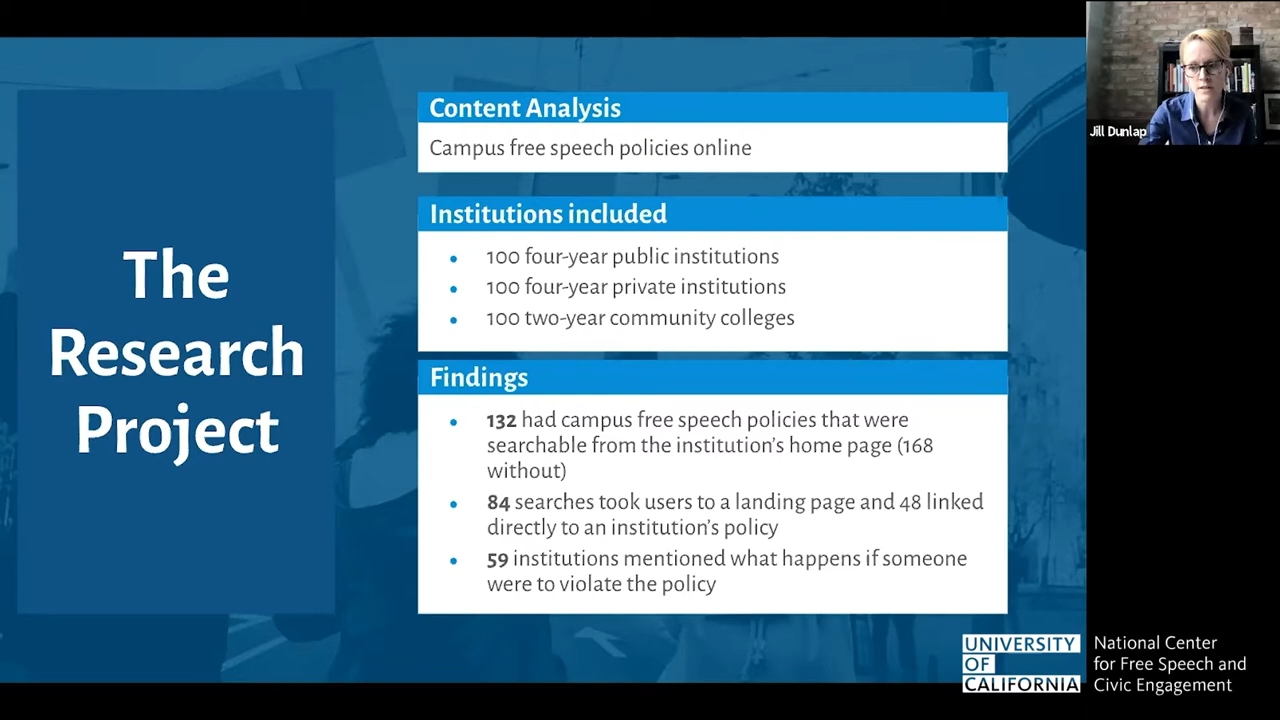 The
Research
Project
Content Analysis
Campus free speech policies online
Institutions included
• 100 four-year public institutions
• 100 four-year private institutions
• 100 two-year community colleges
Findings
• 132 had campus free speech policies that were
searchable from the institution's home page (168
without)
• 84 searches took users to a landing page and 48 linked
directly to an institution's policy
• 59 institutions mentioned what happens if someone
were to violate the policy
Jill Dunlap
UNIVERSITY
OF
CALIFORNIA
National Center
for Free Speech and
Civic Engagement